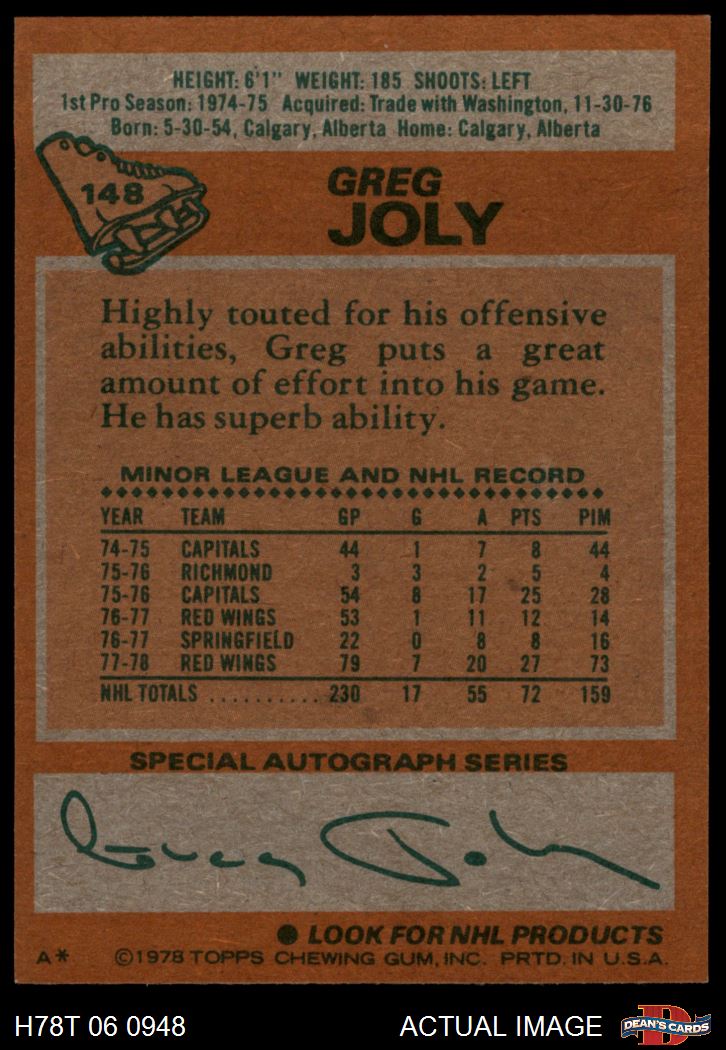 HEIGHT: 6'1" WEIGHT: 185 SHOOTS: LEFT
1st Pro Season: 1974-75 Acquired: Trade with Washington, 11-30-76
Born: 5-30-54, Calgary, Alberta Home: Calgary, Alberta
148
GREG
JOLY
Highly touted for his offensive
abilities, Greg puts a great
amount of effort into his game.
He has superb ability.
MINOR LEAGUE AND NHL RECORD
YEAR TEAM GP G A PTS PIM
74-75 CAPITALS 44 1 7 8 44
75-76 RICHMOND 3 3 2 5 4
75-76 CAPITALS 54 8 17 25 28
76-77 RED WINGS 53 1 11 12 14
76-77 SPRINGFIELD 22 0 8 8 16
77-78 RED WINGS 79 7 20 27 73
NHL TOTALS .......... 230 17 55 72 159
SPECIAL AUTOGRAPH SERIES
Greg Joly
● LOOK FOR NHL PRODUCTS
A* ©1978 TOPPS CHEWING GUM, INC. PRTD. IN U.S.A.
H78T 06 0948 ACTUAL IMAGE D DEAN'S CARDS